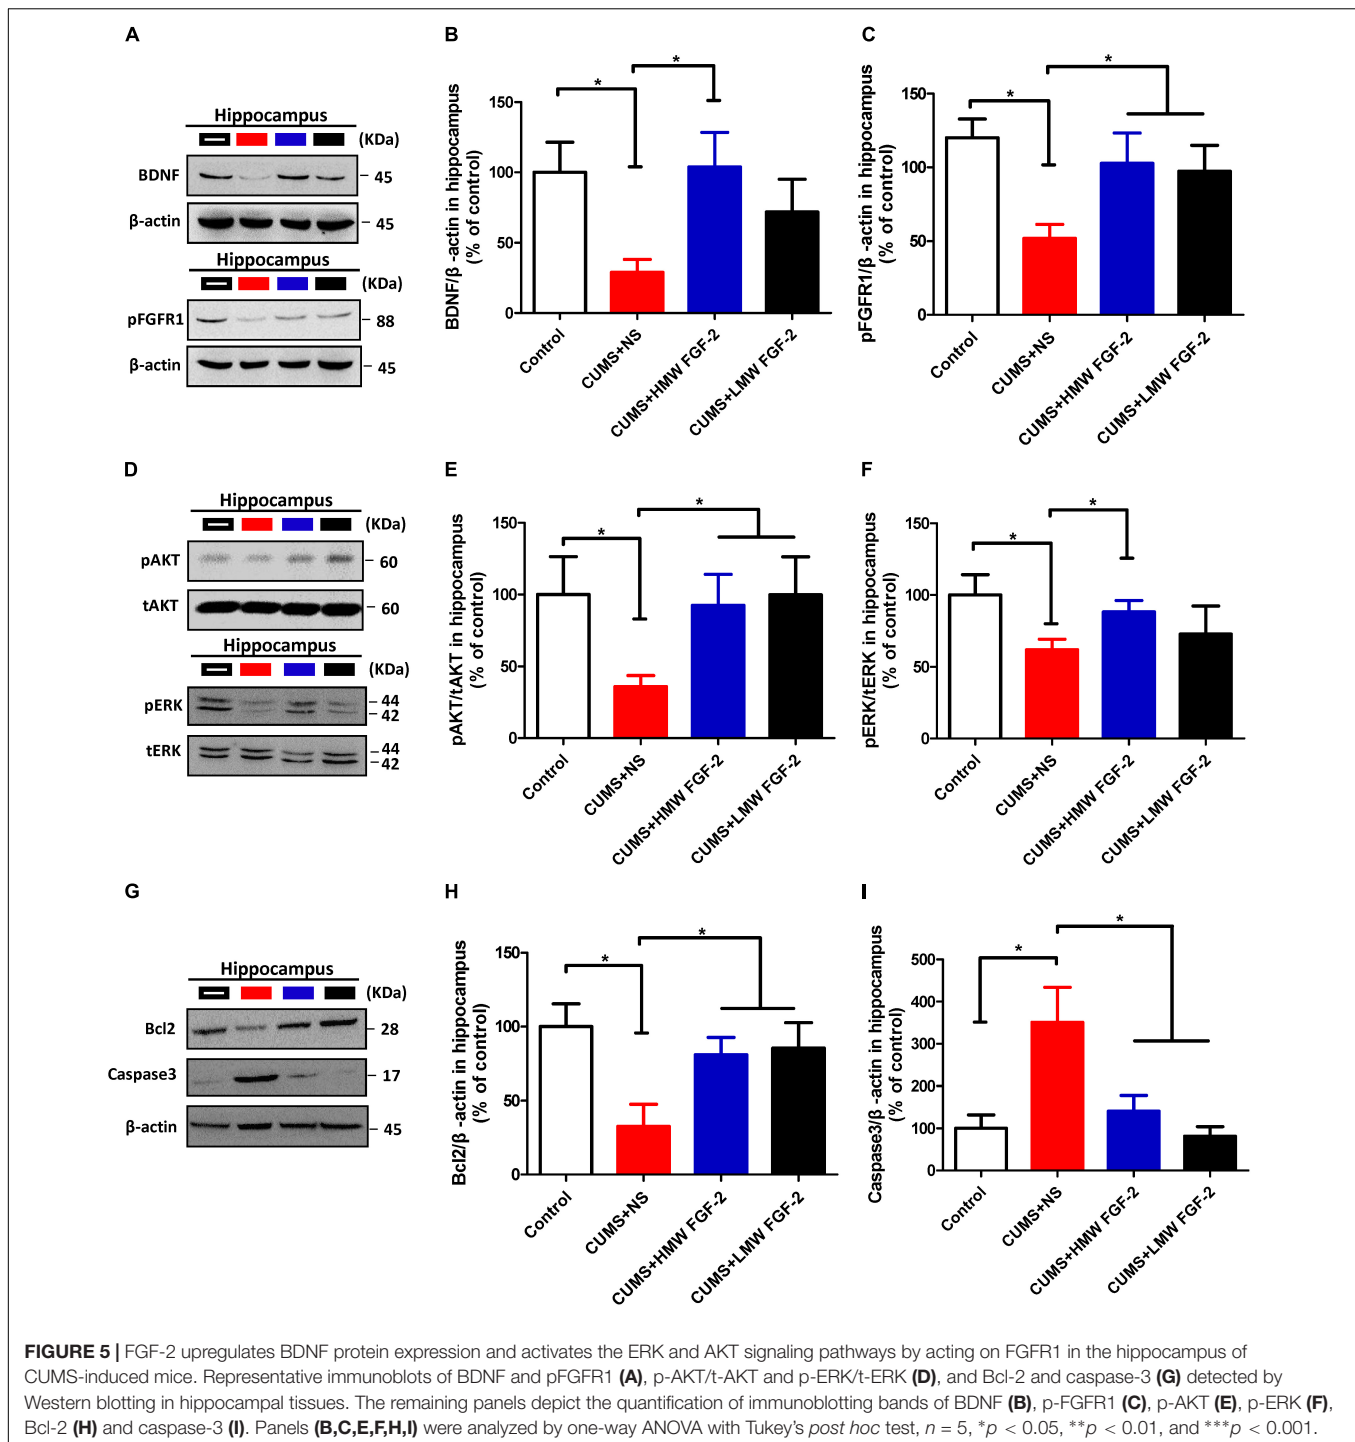 A
Hippocampus
(KDa)
BDNF
45
β-actin
45
Hippocampus
(KDa)
pFGFR1
88
β-actin
45
B
BDNF/β -actin in hippocampus
(% of control)
150
100
50
0
*
*
Control
CUMS+NS
CUMS+HMW FGF-2
CUMS+LMW FGF-2
C
pFGFR1/β -actin in hippocampus
(% of control)
150
100
50
0
*
*
Control
CUMS+NS
CUMS+HMW FGF-2
CUMS+LMW FGF-2
D
Hippocampus
(KDa)
pAKT
60
tAKT
60
Hippocampus
(KDa)
pERK
44
42
tERK
44
42
E
pAKT/tAKT in hippocampus
(% of control)
150
100
50
0
*
*
Control
CUMS+NS
CUMS+HMW FGF-2
CUMS+LMW FGF-2
F
pERK/tERK in hippocampus
(% of control)
150
100
50
0
*
*
Control
CUMS+NS
CUMS+HMW FGF-2
CUMS+LMW FGF-2
G
Hippocampus
(KDa)
Bcl2
28
Caspase3
17
β-actin
45
H
Bcl2/β -actin in hippocampus
(% of control)
150
100
50
0
*
*
Control
CUMS+NS
CUMS+HMW FGF-2
CUMS+LMW FGF-2
I
Caspase3/β -actin in hippocampus
(% of control)
500
400
300
200
100
0
*
*
Control
CUMS+NS
CUMS+HMW FGF-2
CUMS+LMW FGF-2
FIGURE 5 | FGF-2 upregulates BDNF protein expression and activates the ERK and AKT signaling pathways by acting on FGFR1 in the hippocampus of
CUMS-induced mice. Representative immunoblots of BDNF and pFGFR1 (A), p-AKT/t-AKT and p-ERK/t-ERK (D), and Bcl-2 and caspase-3 (G) detected by
Western blotting in hippocampal tissues. The remaining panels depict the quantification of immunoblotting bands of BDNF (B), p-FGFR1 (C), p-AKT (E), p-ERK (F),
Bcl-2 (H) and caspase-3 (I). Panels (B,C,E,F,H,I) were analyzed by one-way ANOVA with Tukey's post hoc test, n = 5, *p < 0.05, **p < 0.01, and ***p < 0.001.